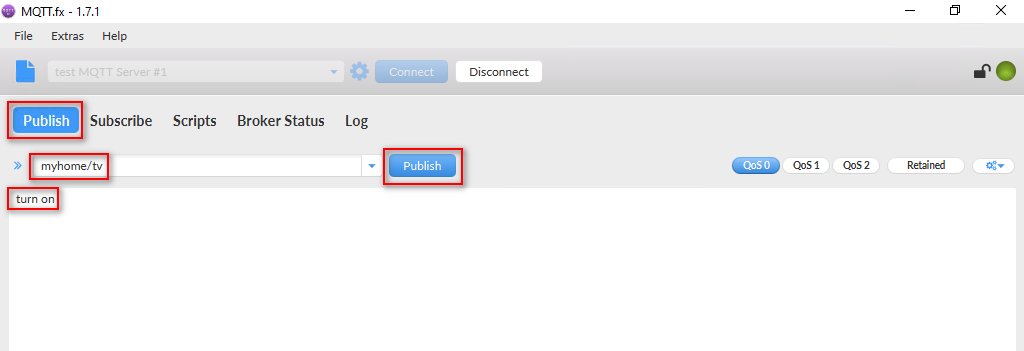 MQTT.fx - 1.7.1
File Extras Help
test MQTT Server #1 Connect Disconnect
Publish Subscribe Scripts Broker Status Log
myhome/tv Publish QoS 0 QoS 1 QoS 2 Retained
turn on